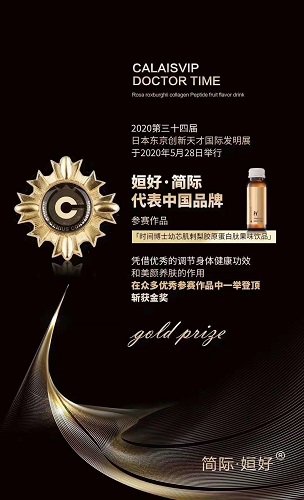 CALAISVIP
DOCTOR TIME
Rosa roxburghii collagen Peptide fruit flavor drink
2020第三十四届
日本东京创新天才国际发明展
于2020年5月28日举行
姮好·简际
代表中国品牌
参赛作品
「时间博士幼芯肌刺梨胶原蛋白肽果味饮品」
凭借优秀的调节身体健康功效
和美颜养肤的作用
在众多优秀参赛作品中一举登顶
斩获金奖
gold prize
简际·姮好®